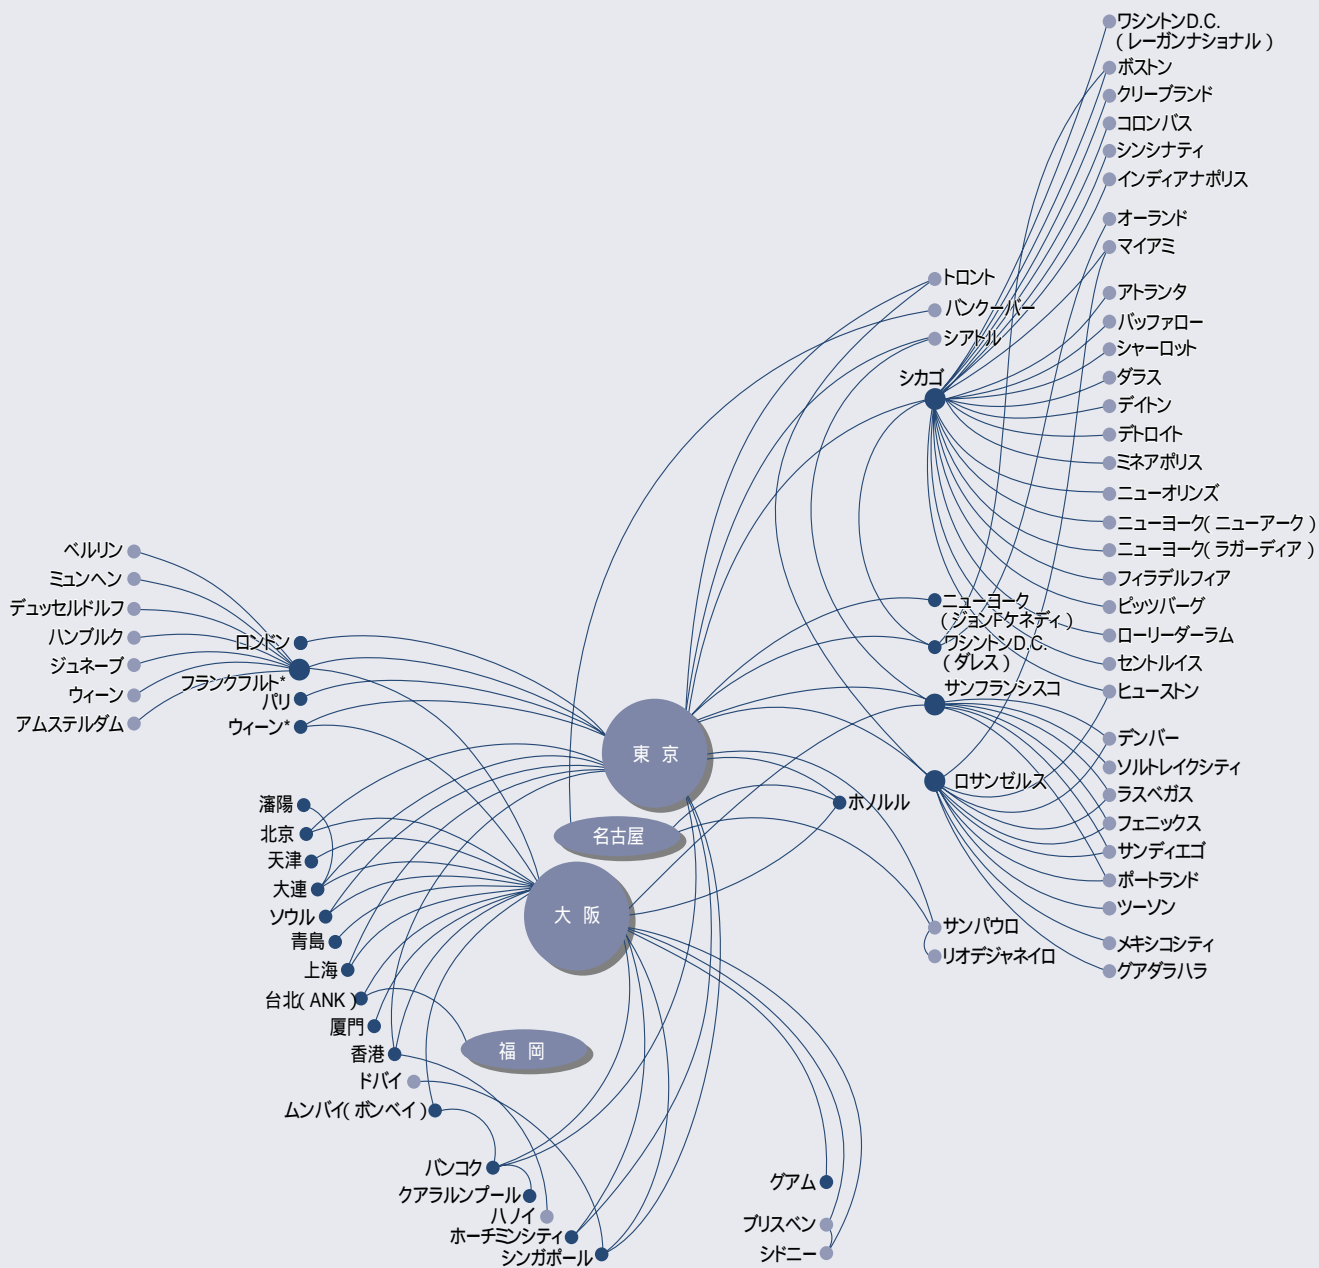 ワシントンD.C.
(レーガンナショナル)
ボストン
クリーブランド
コロンバス
シンシナティ
インディアナポリス
オーランド
マイアミ
トロント
バンクーバー
シアトル
シカゴ
アトランタ
バッファロー
シャーロット
ダラス
デイトン
デトロイト
ミネアポリス
ニューオリンズ
ニューヨーク(ニューアーク)
ニューヨーク(ラガーディア)
フィラデルフィア
ピッツバーグ
ローリーダーラム
セントルイス
ヒューストン
ニューヨーク
(ジョンFケネディ)
ワシントンD.C.
(ダレス)
サンフランシスコ
デンバー
ソルトレイクシティ
ラスベガス
フェニックス
サンディエゴ
ポートランド
ツーソン
メキシコシティ
グアダラハラ
ロサンゼルス
ベルリン
ミュンヘン
デュッセルドルフ
ハンブルク
ジュネーブ
ウィーン
アムステルダム
ロンドン
フランクフルト*
パリ
ウィーン*
東 京
名古屋
大 阪
福 岡
ホノルル
サンパウロ
リオデジャネイロ
瀋陽
北京
天津
大連
ソウル
青島
上海
台北(ANK)
厦門
香港
ドバイ
ムンバイ(ボンベイ)
バンコク
クアラルンプール
ハノイ
ホーチミンシティ
シンガポール
グアム
ブリスベン
シドニー